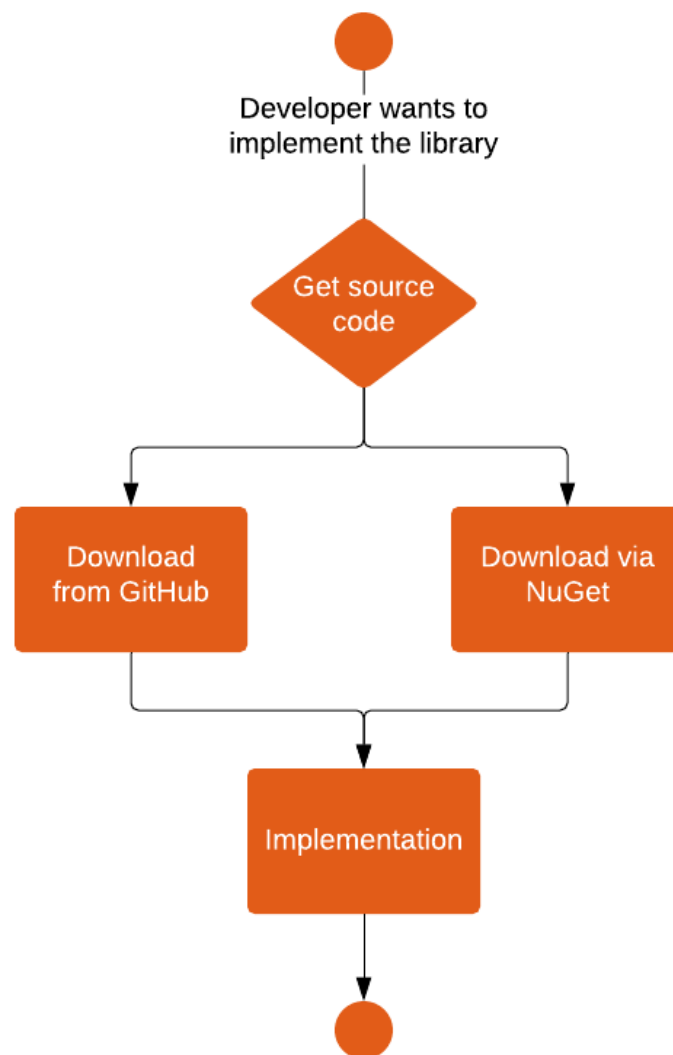 Developer wants to
implement the library
Get source
code
Download
from GitHub
Download via
NuGet
Implementation